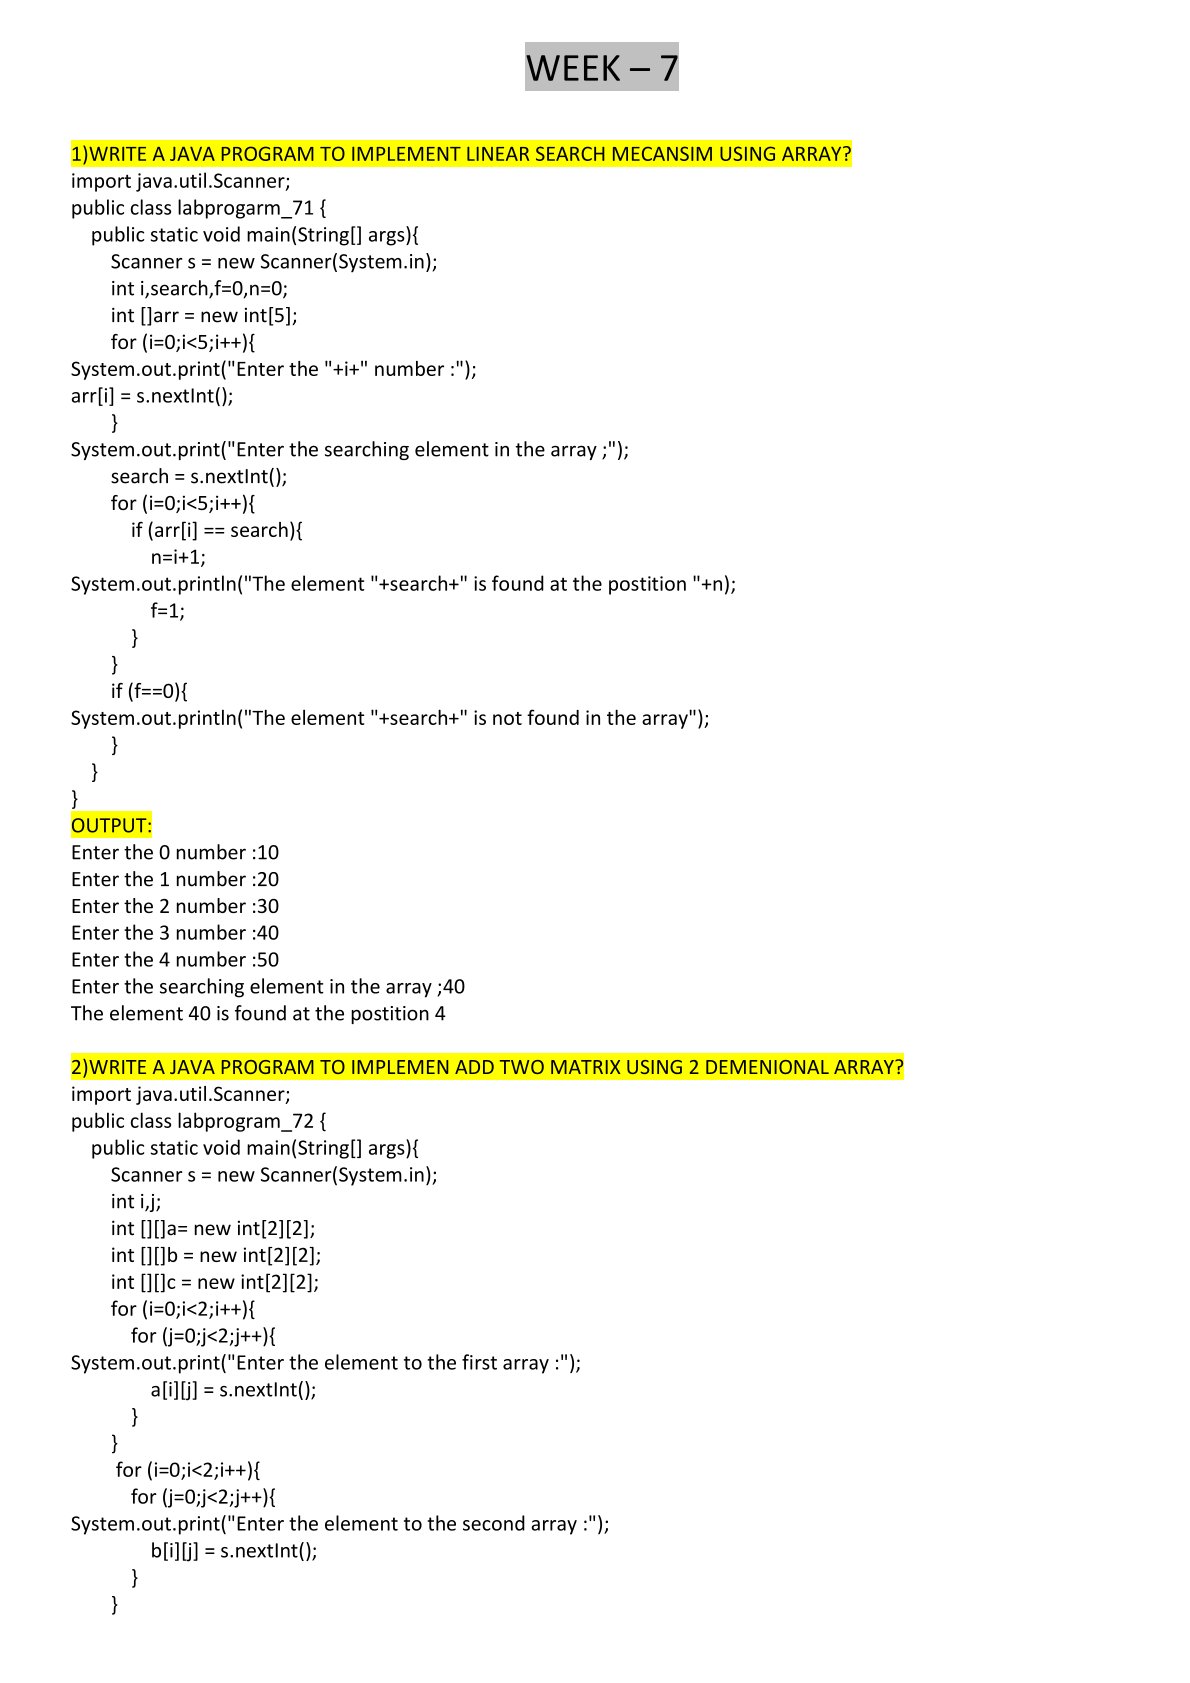 WEEK – 7
1)WRITE A JAVA PROGRAM TO IMPLEMENT LINEAR SEARCH MECANSIM USING ARRAY?
import java.util.Scanner;
public class labprogarm_71 {
public static void main(String[] args){
Scanner s = new Scanner(System.in);
int i,search,f=0,n=0;
int []arr = new int[5];
for (i=0;i<5;i++){
System.out.print("Enter the "+i+" number :");
arr[i] = s.nextInt();
}
System.out.print("Enter the searching element in the array ;");
search = s.nextInt();
for (i=0;i<5;i++){
if (arr[i] == search){
n=i+1;
System.out.println("The element "+search+" is found at the postition "+n);
f=1;
}
}
if (f==0){
System.out.println("The element "+search+" is not found in the array");
}
}
}
OUTPUT:
Enter the 0 number :10
Enter the 1 number :20
Enter the 2 number :30
Enter the 3 number :40
Enter the 4 number :50
Enter the searching element in the array ;40
The element 40 is found at the postition 4
2)WRITE A JAVA PROGRAM TO IMPLEMEN ADD TWO MATRIX USING 2 DEMENIONAL ARRAY?
import java.util.Scanner;
public class labprogram_72 {
public static void main(String[] args){
Scanner s = new Scanner(System.in);
int i,j;
int [][]a= new int[2][2];
int [][]b = new int[2][2];
int [][]c = new int[2][2];
for (i=0;i<2;i++){
for (j=0;j<2;j++){
System.out.print("Enter the element to the first array :");
a[i][j] = s.nextInt();
}
}
for (i=0;i<2;i++){
for (j=0;j<2;j++){
System.out.print("Enter the element to the second array :");
b[i][j] = s.nextInt();
}
}